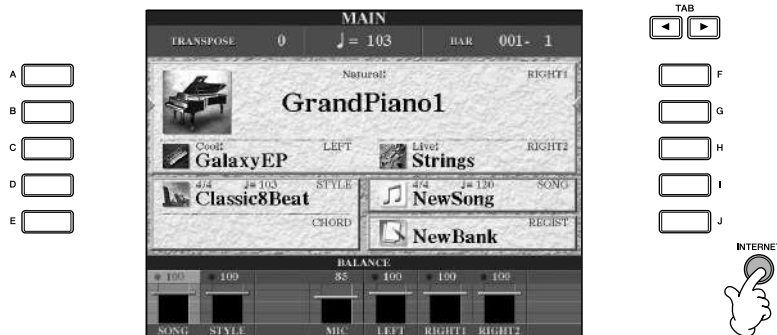 TAB
MAIN
TRANSPOSE 0 ♩= 103 BAR 001- 1
A
B
C
D
E
Natural! RIGHT1
GrandPiano1
Cool! LEFT
GalaxyEP
Live! RIGHT2
Strings
4/4 ♩= 103 STYLE
Classic8Beat
CHORD
4/4 ♩= 120 SONG
NewSong
REGIST
NewBank
F
G
H
I
J
INTERNET
BALANCE
100 100 85 100 100 100
SONG STYLE MIC LEFT RIGHT1 RIGHT2